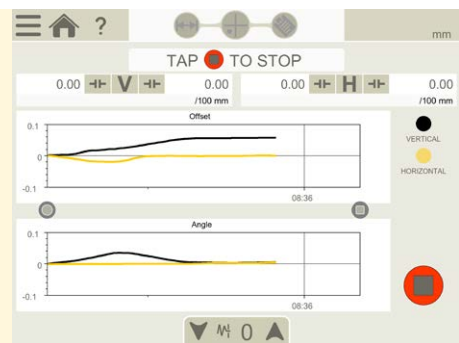 ?
mm
TAP TO STOP
0.00 V 0.00
/100 mm
0.00 H 0.00
/100 mm
Offset
0.1
0
-0.1
08:36
VERTICAL
HORIZONTAL
Angle
0.1
0
-0.1
08:36
0